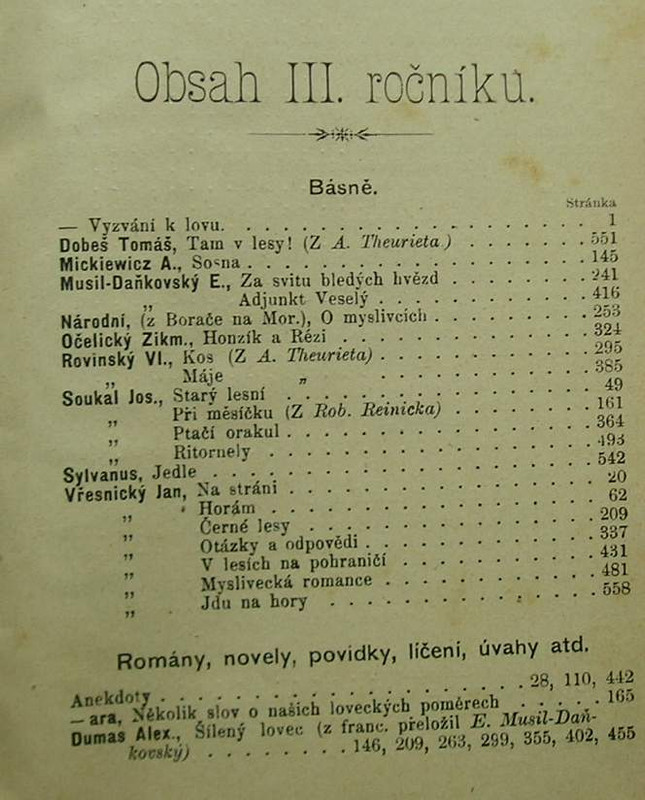 Obsah III. ročníku.
Básně.
Stránka
— Vyzvání k lovu. . . . . . . . . . . . . . . . . . 1
Dobeš Tomáš, Tam v lesy! (Z A. Theurieta.) . . . . . . . 551
Mickiewicz A., Sosna . . . . . . . . . . . . . . . . 145
Musil-Daňkovský E., Za svitu bledých hvězd . . . . . . . 241
„ Adjunkt Veselý . . . . . . . . . . 416
Národní, (z Borače na Mor.), O myslivcích . . . . . . . . 253
Očelický Zikm., Honzík a Rézi . . . . . . . . . . . . 324
Rovinský Vl., Kos (Z A. Theurieta) . . . . . . . . . . 295
„ Máje „ . . . . . . . . . . 385
Soukal Jos., Starý lesní . . . . . . . . . . . . . . 49
„ Při měsíčku (Z Rob. Reinicka) . . . . . . . 161
„ Ptačí orakul . . . . . . . . . . . . . . 364
„ Ritornely . . . . . . . . . . . . . . . 493
Sylvanus, Jedle . . . . . . . . . . . . . . . . . 542
Vřesnický Jan, Na stráni . . . . . . . . . . . . . . 20
„ Horám . . . . . . . . . . . . . . . 62
„ Černé lesy . . . . . . . . . . . . . 209
„ Otázky a odpovědi . . . . . . . . . . 337
„ V lesích na pohraničí . . . . . . . . . 431
„ Myslivecká romance . . . . . . . . . . 481
„ Jdu na hory . . . . . . . . . . . . . 558
Romány, novely, povidky, líčení, úvahy atd.
Anekdoty . . . . . . . . . . . . . . . . 28, 110, 442
— ara, Několik slov o našich loveckých poměrech . . . . . . 165
Dumas Alex., Šílený lovec (z franc. přeložil E. Musil-Daň-
kovský) . . . . . . . . 146, 209, 263, 299, 355, 402, 455